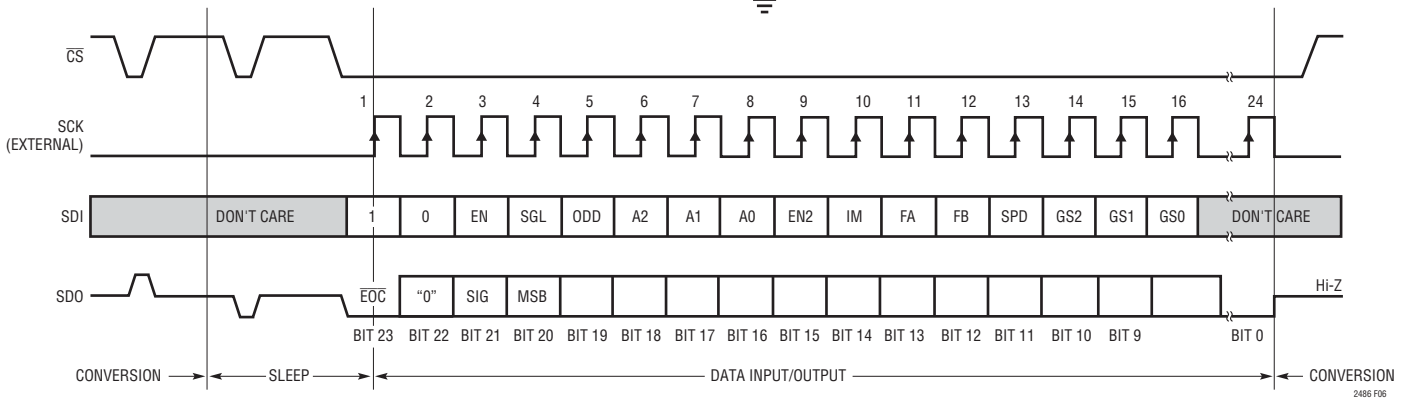 CS
1 2 3 4 5 6 7 8 9 10 11 12 13 14 15 16 24
SCK
(EXTERNAL)
SDI DON'T CARE 1 0 EN SGL ODD A2 A1 A0 EN2 IM FA FB SPD GS2 GS1 GS0 DON'T CARE
SDO EOC "0" SIG MSB Hi-Z
BIT 23 BIT 22 BIT 21 BIT 20 BIT 19 BIT 18 BIT 17 BIT 16 BIT 15 BIT 14 BIT 13 BIT 12 BIT 11 BIT 10 BIT 9 BIT 0
CONVERSION SLEEP DATA INPUT/OUTPUT CONVERSION
2486 F06